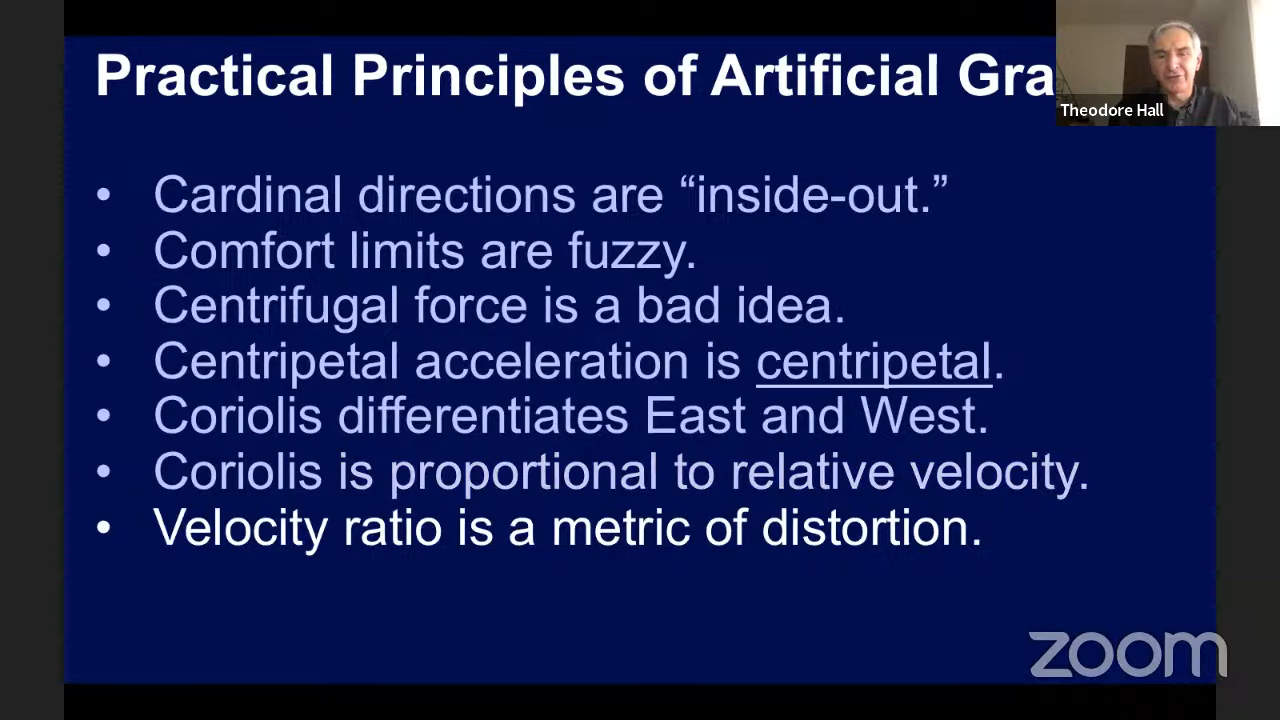 Practical Principles of Artificial Gra
Theodore Hall
• Cardinal directions are “inside-out.”
• Comfort limits are fuzzy.
• Centrifugal force is a bad idea.
• Centripetal acceleration is centripetal.
• Coriolis differentiates East and West.
• Coriolis is proportional to relative velocity.
• Velocity ratio is a metric of distortion.
zoom